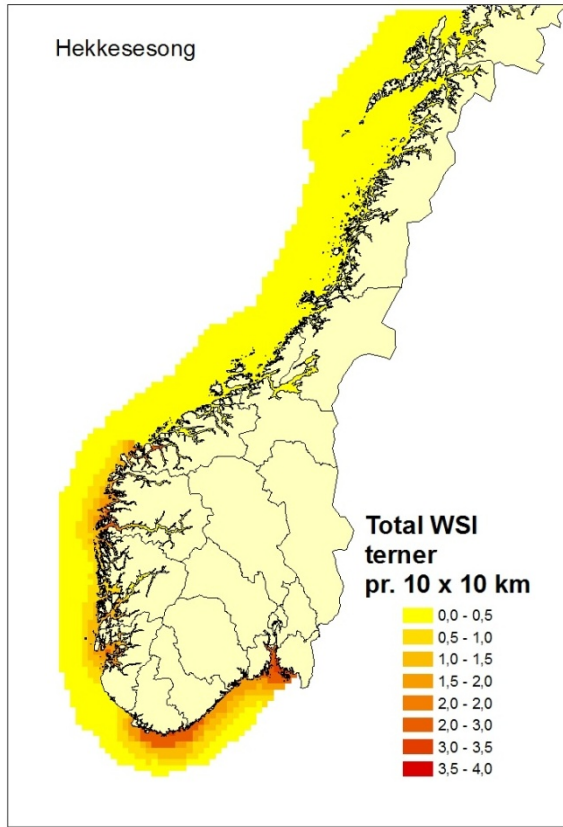 Hekkesesong
Total WSI
terner
pr. 10 x 10 km
0,0 - 0,5
0,5 - 1,0
1,0 - 1,5
1,5 - 2,0
2,0 - 2,0
2,0 - 3,0
3,0 - 3,5
3,5 - 4,0